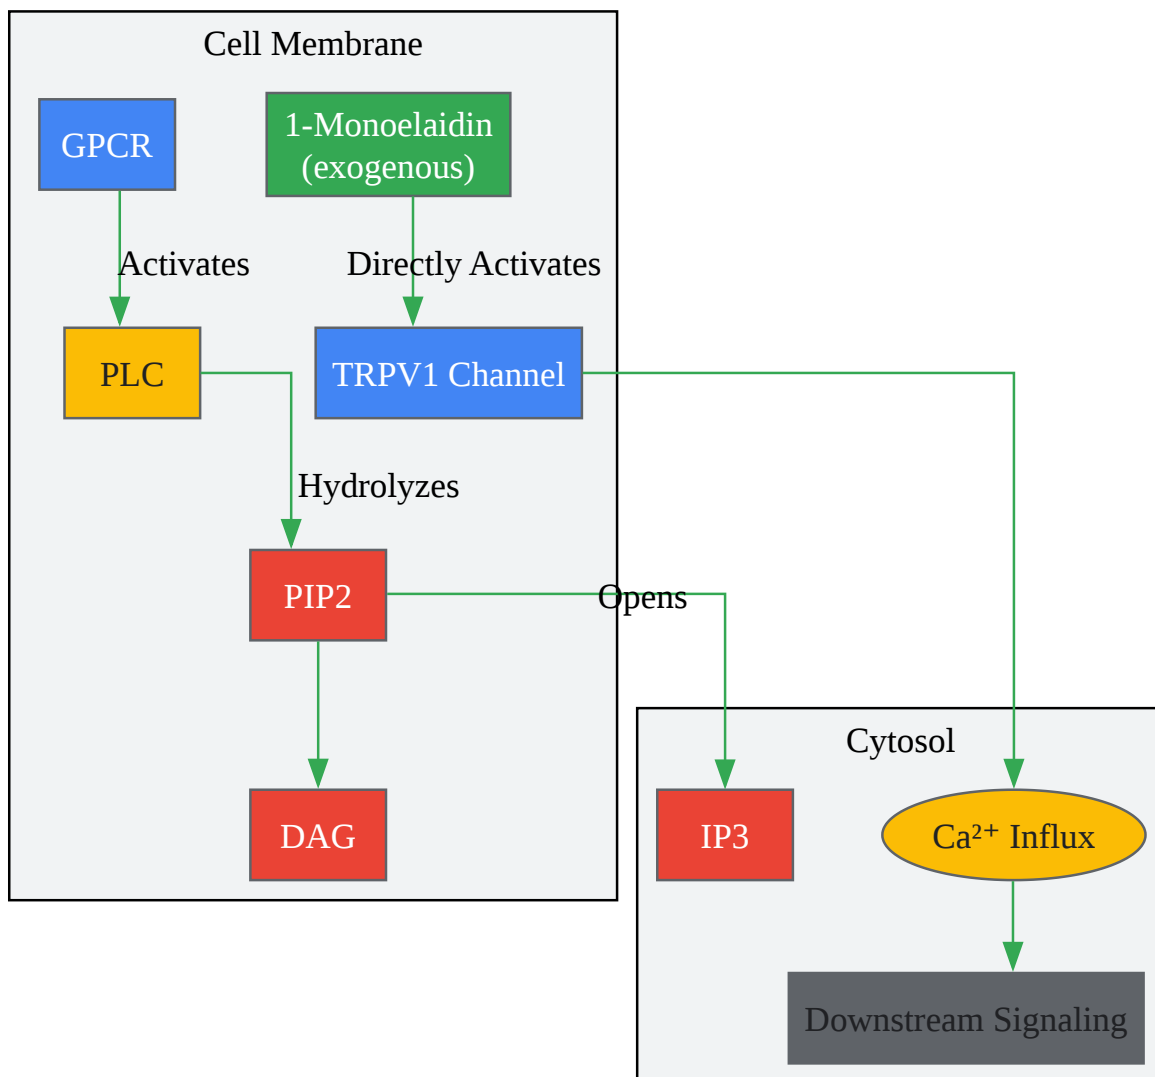 Cell Membrane
GPCR
1-Monoelaidin
(exogenous)
Activates
Directly Activates
PLC
TRPV1 Channel
Hydrolyzes
PIP2
Opens
Cytosol
DAG
IP3
Ca²⁺ Influx
Downstream Signaling